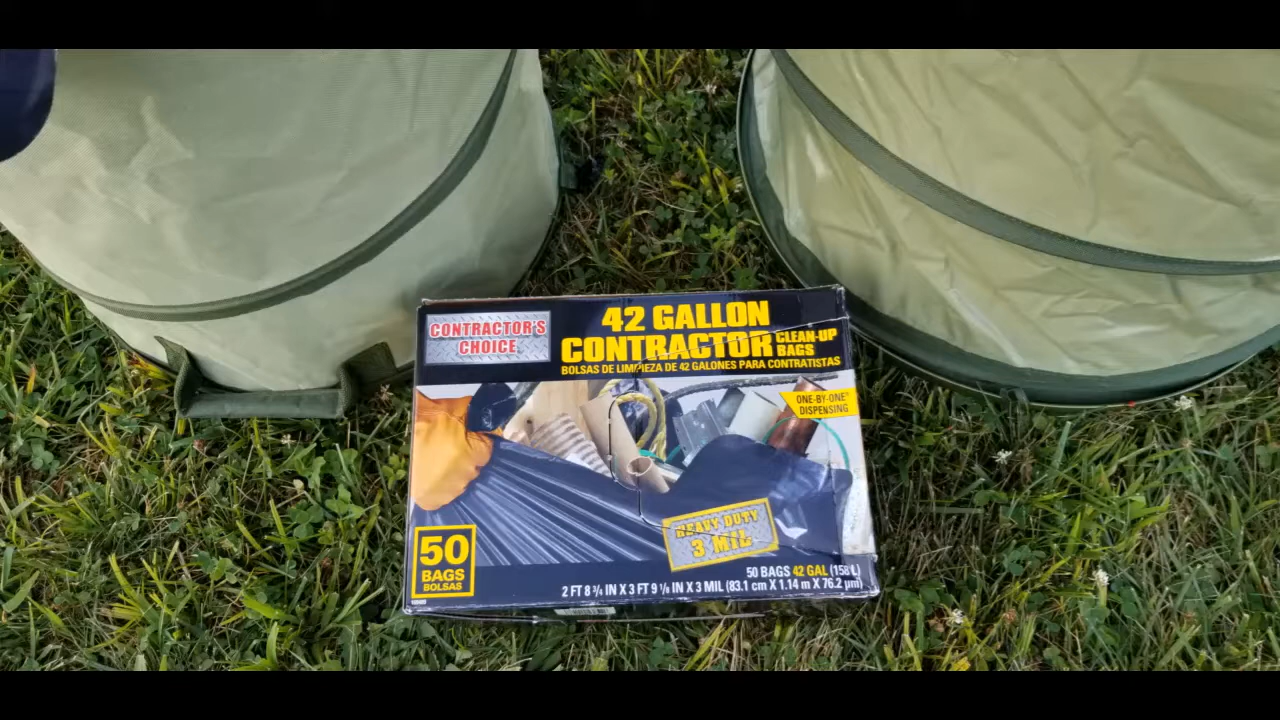 CONTRACTOR'S
CHOICE
42 GALLON
CONTRACTOR CLEAN-UP BAGS
BOLSAS DE LIMPIEZA DE 42 GALONES PARA CONTRATISTAS
ONE-BY-ONE®
DISPENSING
HEAVY DUTY
3 MIL
50
BAGS
BOLSAS
50 BAGS 42 GAL (158 L)
2 FT 8 3/4 IN X 3 FT 9 1/8 IN X 3 MIL (83.1 cm X 1.14 m X 76.2 µm)